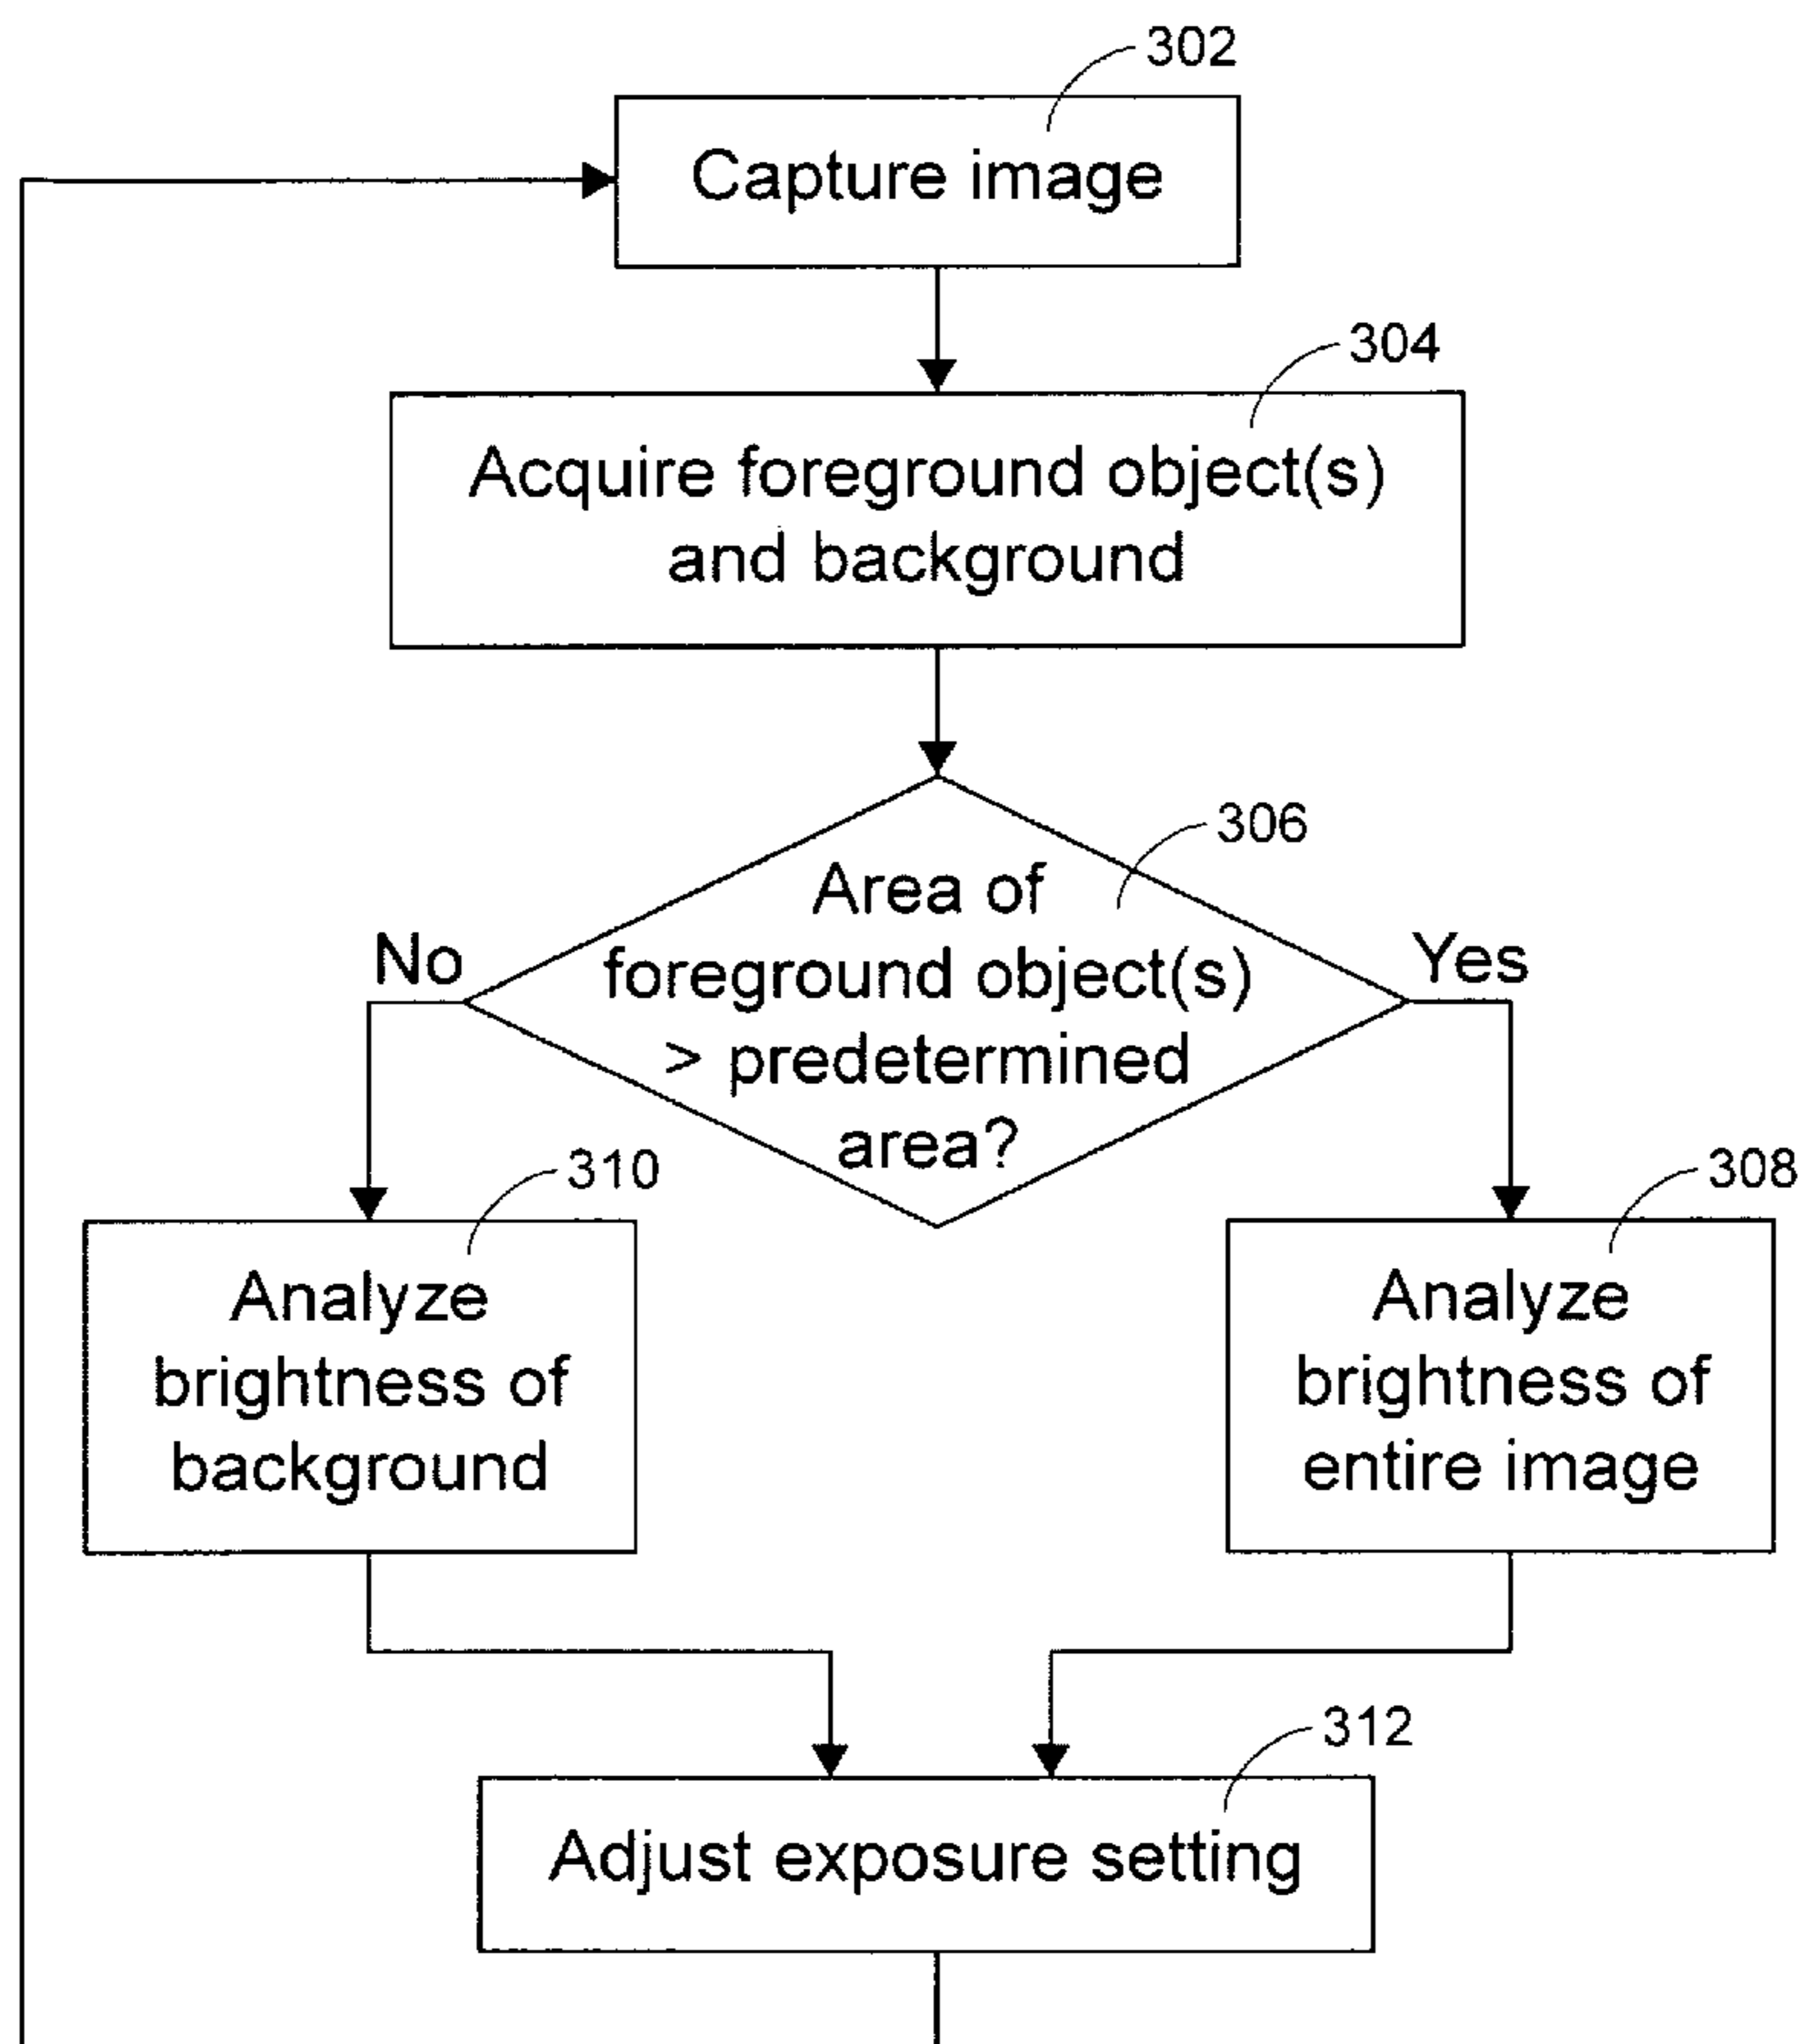 302
Capture image
304
Acquire foreground object(s)
and background
306
Area of
foreground object(s)
> predetermined
area?
No
Yes
310
Analyze
brightness of
background
308
Analyze
brightness of
entire image
312
Adjust exposure setting